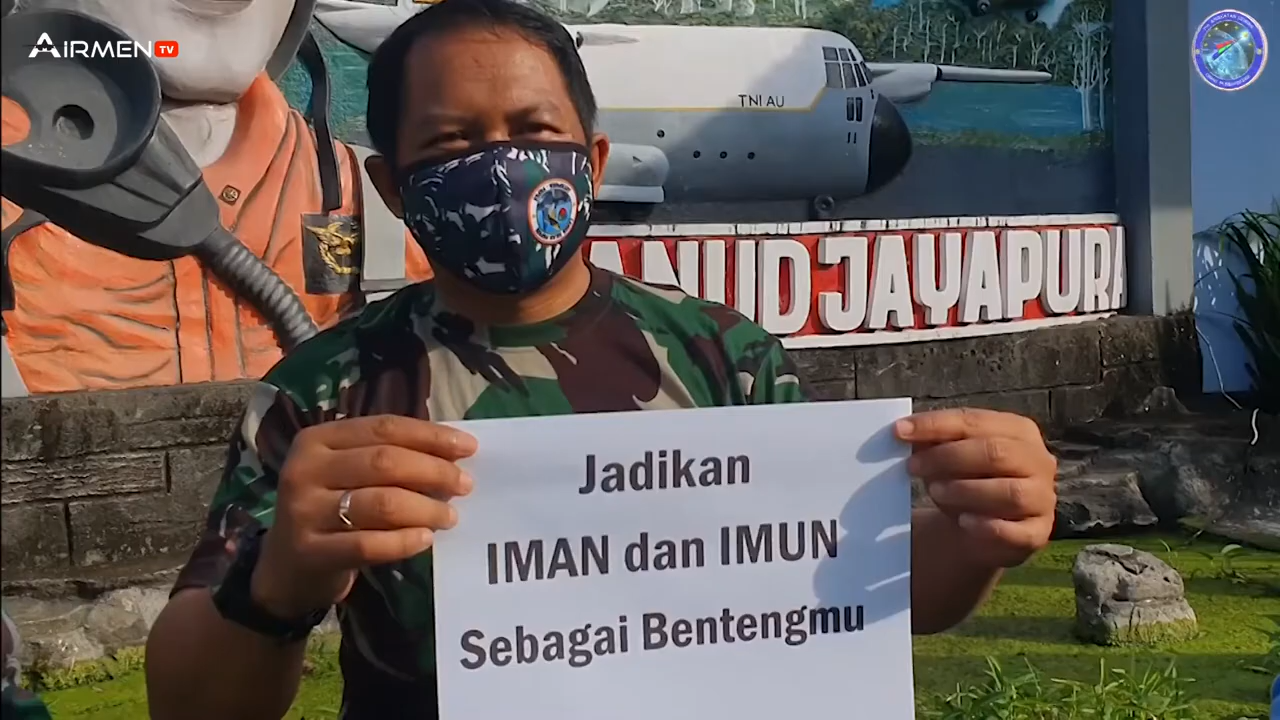 AIRMEN TV
TNI AU
ANUD JAYAPURA
Jadikan
IMAN dan IMUN
Sebagai Bentengmu